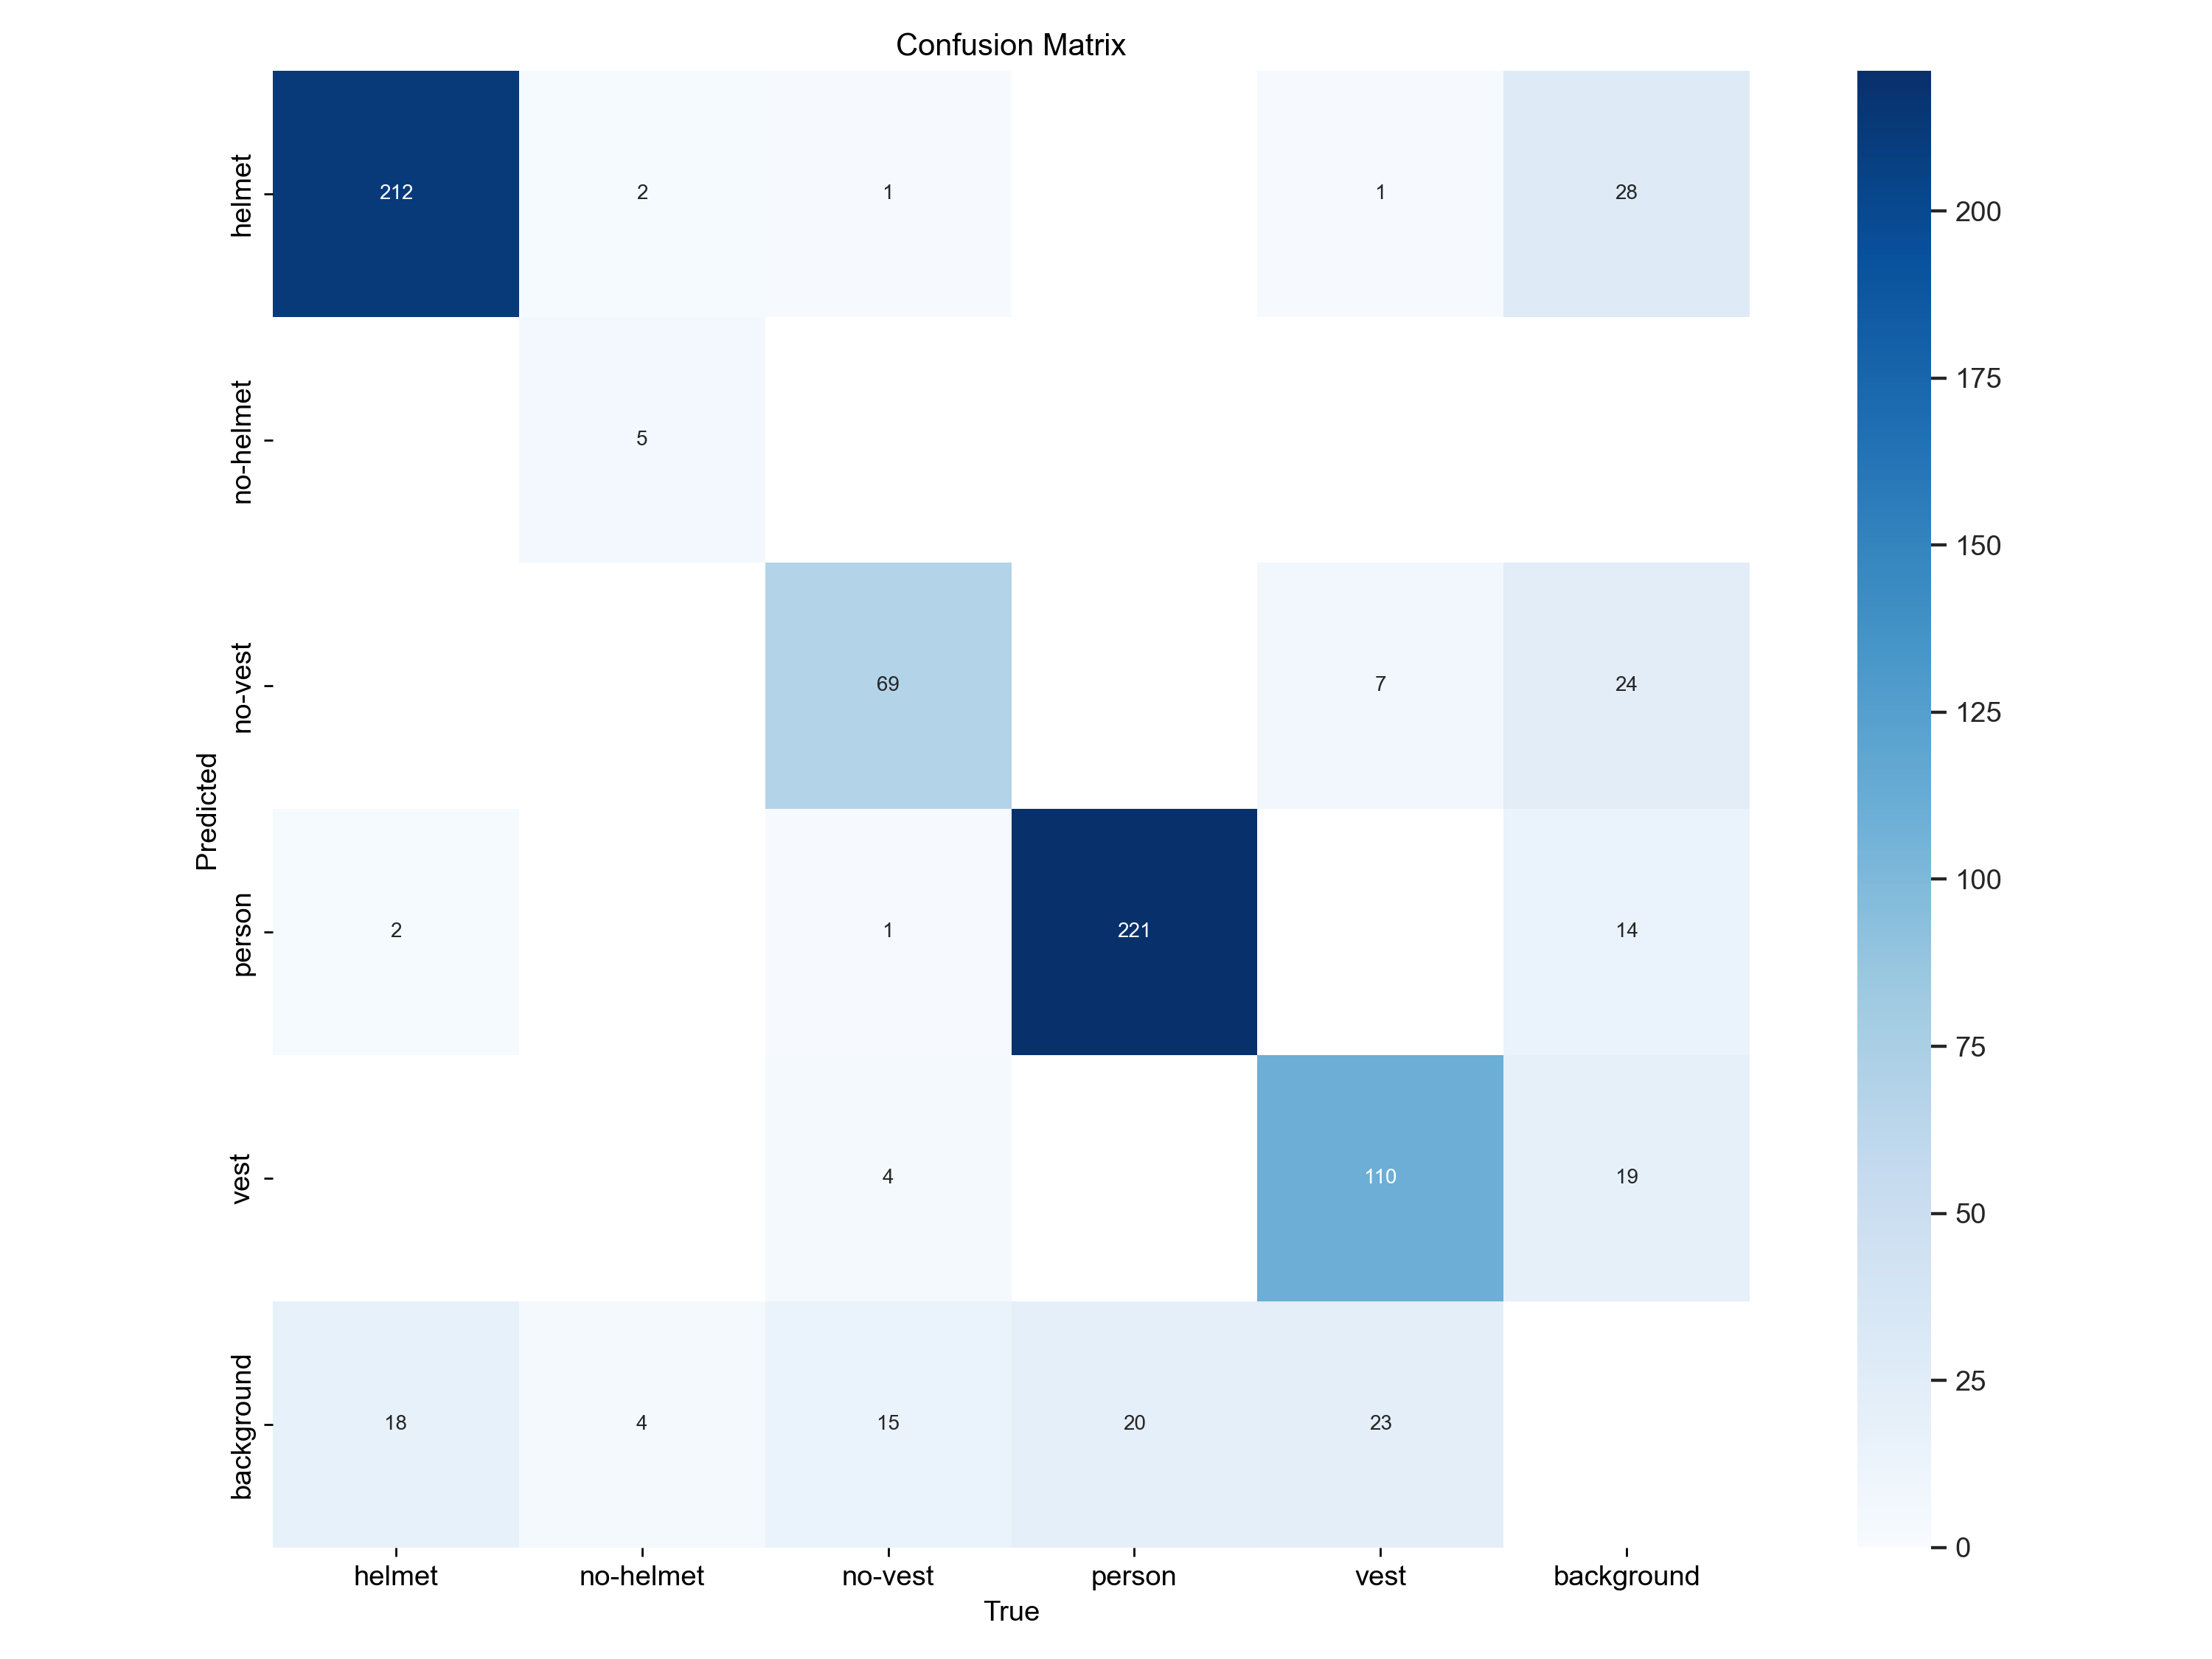 Confusion Matrix
helmet 212 2 1 1 28
no-helmet 5
no-vest 69 7 24
person 2 1 221 14
vest 4 110 19
background 18 4 15 20 23
helmet no-helmet no-vest person vest background
True
Predicted
200
175
150
125
100
75
50
25
0